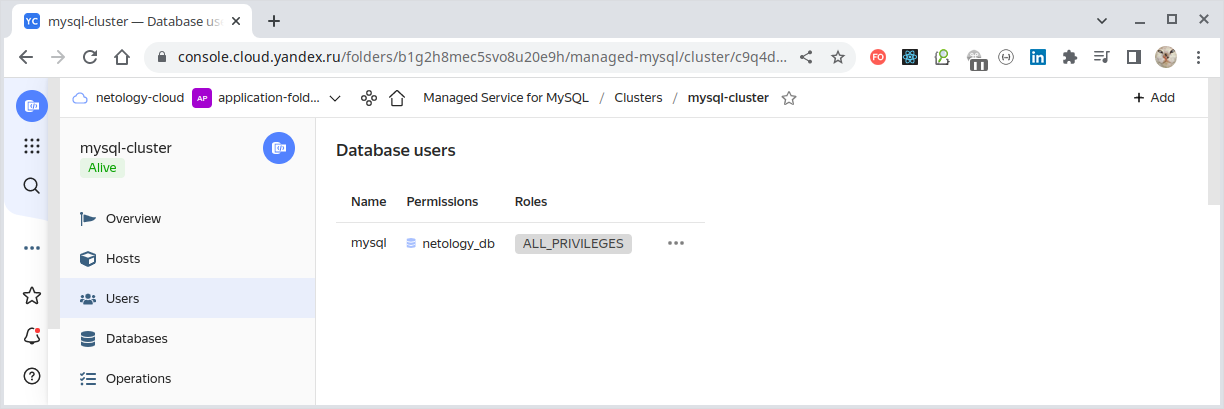 YC mysql-cluster — Database use
console.cloud.yandex.ru/folders/b1g2h8mec5svo8u20e9h/managed-mysql/cluster/c9q4d...
FO
11
netology-cloud AP application-fold... Managed Service for MySQL / Clusters / mysql-cluster + Add
mysql-cluster
Alive
Overview
Hosts
Users
Databases
Operations
Database users
Name Permissions Roles
mysql netology_db ALL_PRIVILEGES